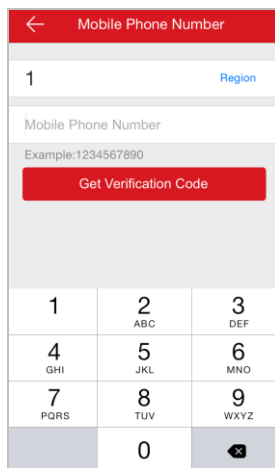 Mobile Phone Number
1 Region
Mobile Phone Number
Example:1234567890
Get Verification Code
1 2 3
ABC DEF
4 5 6
GHI JKL MNO
7 8 9
PQRS TUV WXYZ
0